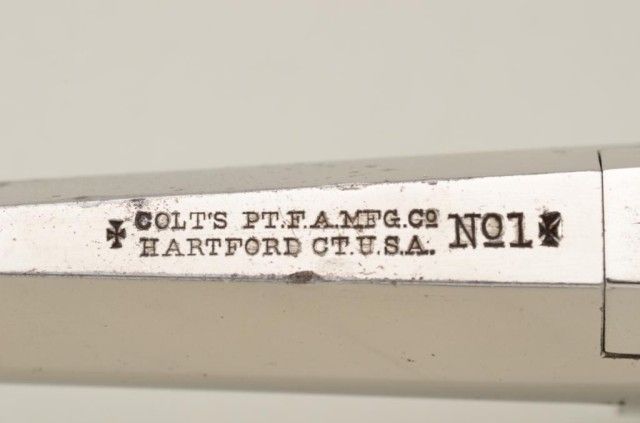 COLT'S PT.F.A.MFG.Co
HARTFORD CT.U.S.A.
No1